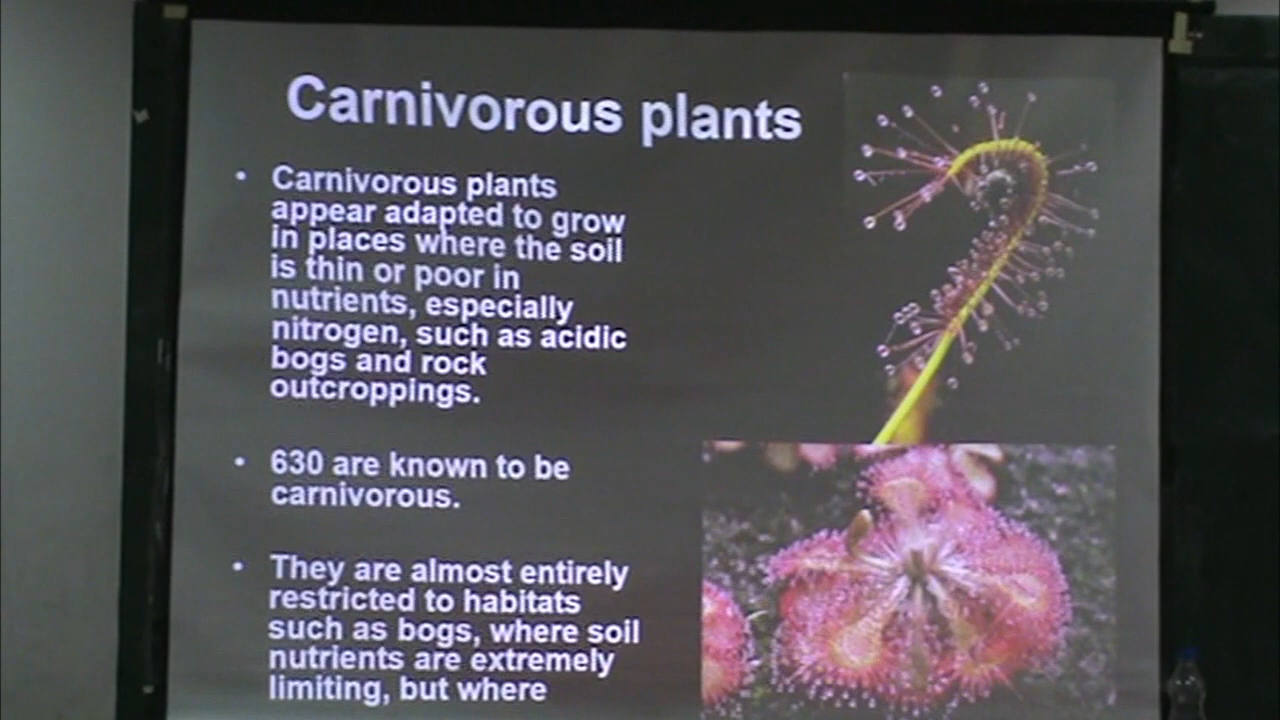 Carnivorous plants
• Carnivorous plants
appear adapted to grow
in places where the soil
is thin or poor in
nutrients, especially
nitrogen, such as acidic
bogs and rock
outcroppings.
• 630 are known to be
carnivorous.
• They are almost entirely
restricted to habitats
such as bogs, where soil
nutrients are extremely
limiting, but where